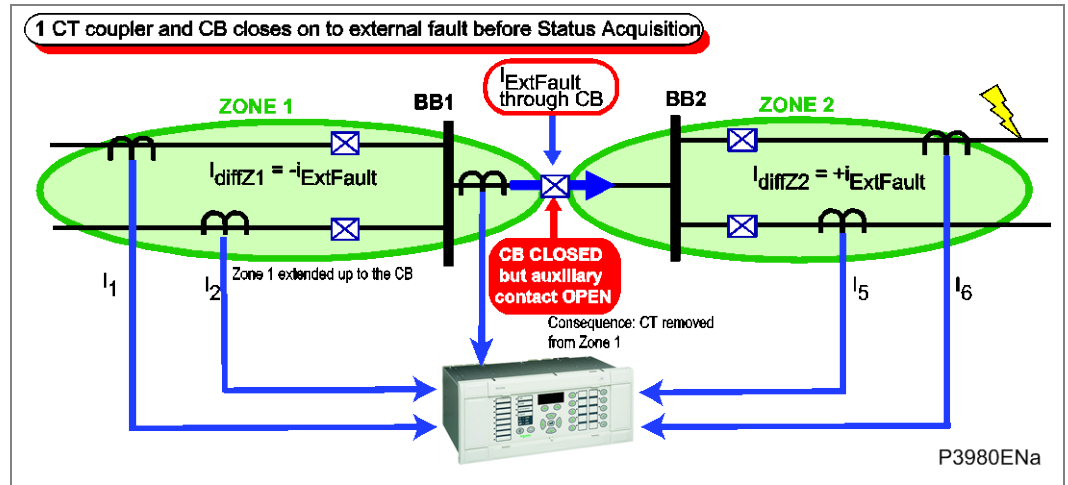 1 CT coupler and CB closes on to external fault before Status Acquisition
IExtFault
through CB
ZONE 1
BB1
BB2
ZONE 2
IdiffZ1 = -iExtFault
IdiffZ2 = +iExtFault
CB CLOSED
but auxiliary
contact OPEN
I1
I2
Zone 1 extended up to the CB
I5
I6
Consequence: CT removed
from Zone 1
P3980ENa